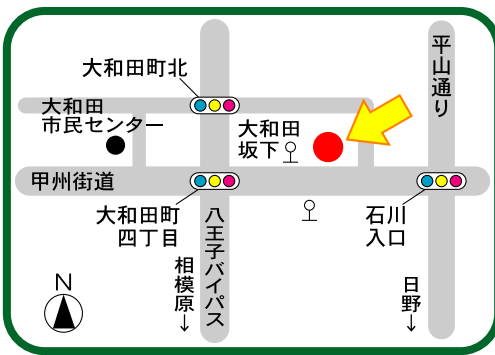 大和田町北
平山通り
大和田
市民センター
大和田
坂下
甲州街道
大和田町
四丁目
八王子バイパス
石川
入口
相模原
日野
N